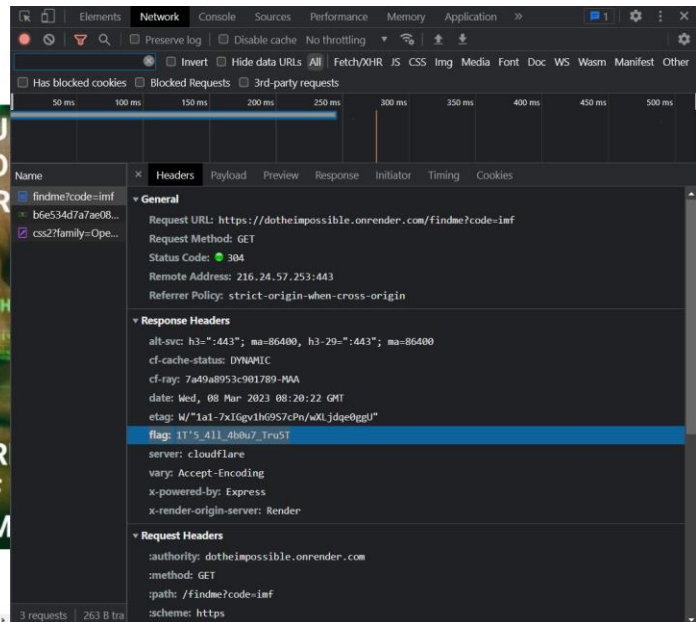 Elements Network Console Sources Performance Memory Application » 1
Preserve log Disable cache No throttling
Invert Hide data URLs All Fetch/XHR JS CSS Img Media Font Doc WS Wasm Manifest Other
Has blocked cookies Blocked Requests 3rd-party requests
50 ms 100 ms 150 ms 200 ms 250 ms 300 ms 350 ms 400 ms 450 ms 500 ms
Name × Headers Payload Preview Response Initiator Timing Cookies
findme?code=imf
b6e534d7a7ae08...
css2?family=Ope...
General
Request URL: https://dotheimpossible.onrender.com/findme?code=imf
Request Method: GET
Status Code: 304
Remote Address: 216.24.57.253:443
Referrer Policy: strict-origin-when-cross-origin
Response Headers
alt-svc: h3=":443"; ma=86400, h3-29=":443"; ma=86400
cf-cache-status: DYNAMIC
cf-ray: 7a49a8953c901789-MAA
date: Wed, 08 Mar 2023 08:20:22 GMT
etag: W/"1a1-7xIGgv1hG9S7cPn/wXLjdqe0ggU"
flag: 1T'5_4ll_4b0u7_Tru5T
server: cloudflare
vary: Accept-Encoding
x-powered-by: Express
x-render-origin-server: Render
Request Headers
:authority: dotheimpossible.onrender.com
:method: GET
:path: /findme?code=imf
:scheme: https
3 requests 263 B tra